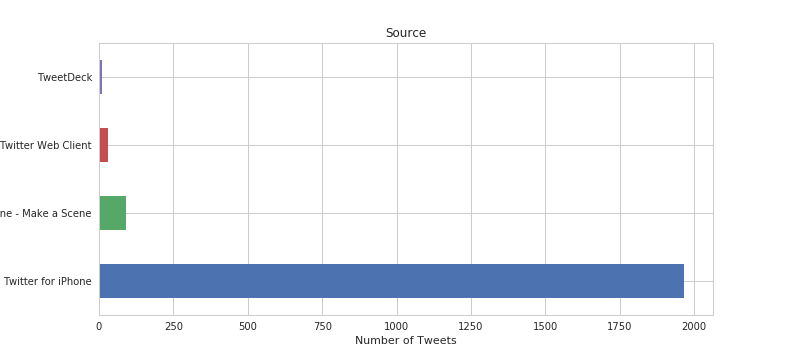 Source
TweetDeck
Twitter Web Client
ne - Make a Scene
Twitter for iPhone
0 250 500 750 1000 1250 1500 1750 2000
Number of Tweets